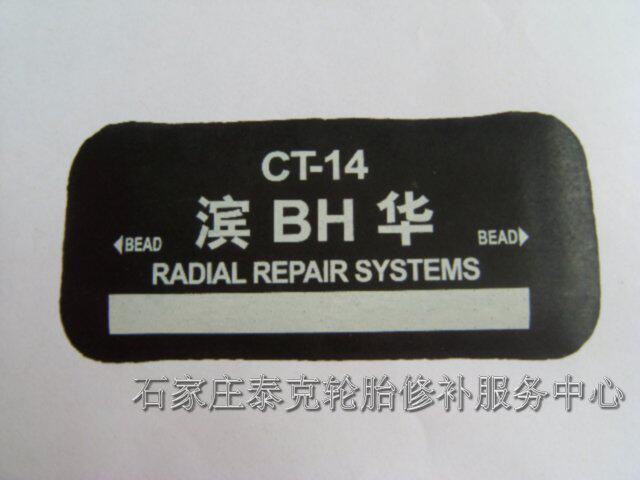 CT-14
滨 BH 华
◀BEAD BEAD▶
RADIAL REPAIR SYSTEMS
石家庄泰克轮胎修补服务中心